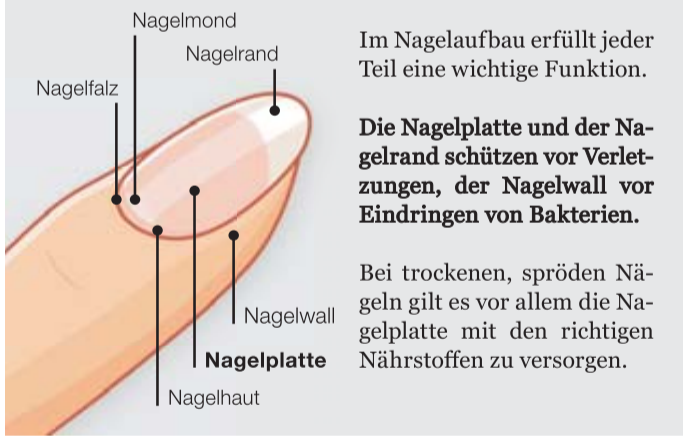 Nagelmond
Nagelrand
Nagelfalz
Nagelwall
Nagelplatte
Nagelhaut
Im Nagelaufbau erfüllt jeder
Teil eine wichtige Funktion.
Die Nagelplatte und der Na-
gelrand schützen vor Verlet-
zungen, der Nagelwall vor
Eindringen von Bakterien.
Bei trockenen, spröden Nä-
geln gilt es vor allem die Na-
gelplatte mit den richtigen
Nährstoffen zu versorgen.